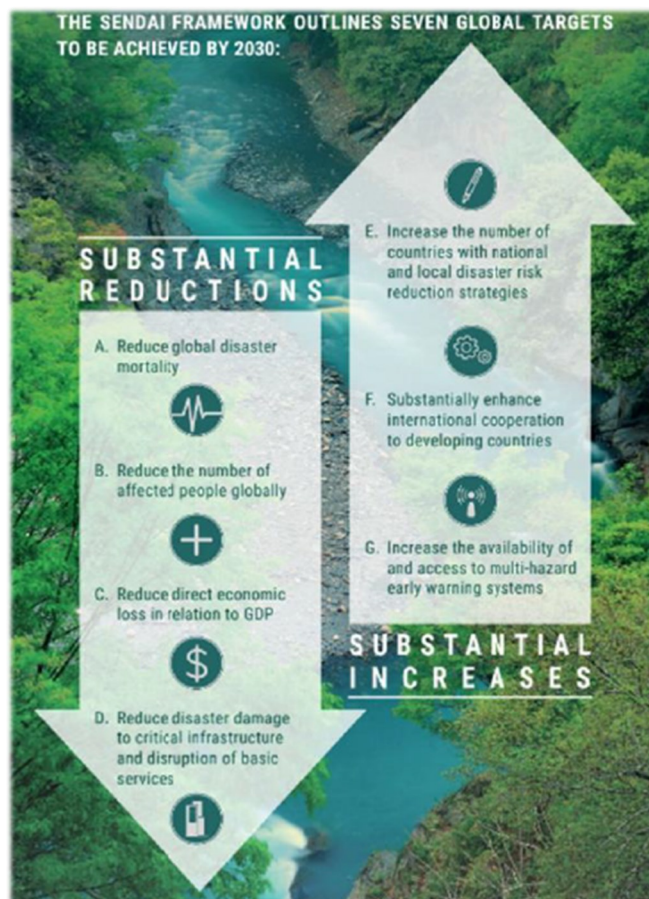 THE SENDAI FRAMEWORK OUTLINES SEVEN GLOBAL TARGETS
TO BE ACHIEVED BY 2030:
SUBSTANTIAL
REDUCTIONS
A. Reduce global disaster
mortality
B. Reduce the number of
affected people globally
C. Reduce direct economic
loss in relation to GDP
$
D. Reduce disaster damage
to critical infrastructure
and disruption of basic
services
E. Increase the number of
countries with national
and local disaster risk
reduction strategies
F. Substantially enhance
international cooperation
to developing countries
G. Increase the availability of
and access to multi-hazard
early warning systems
SUBSTANTIAL
INCREASES